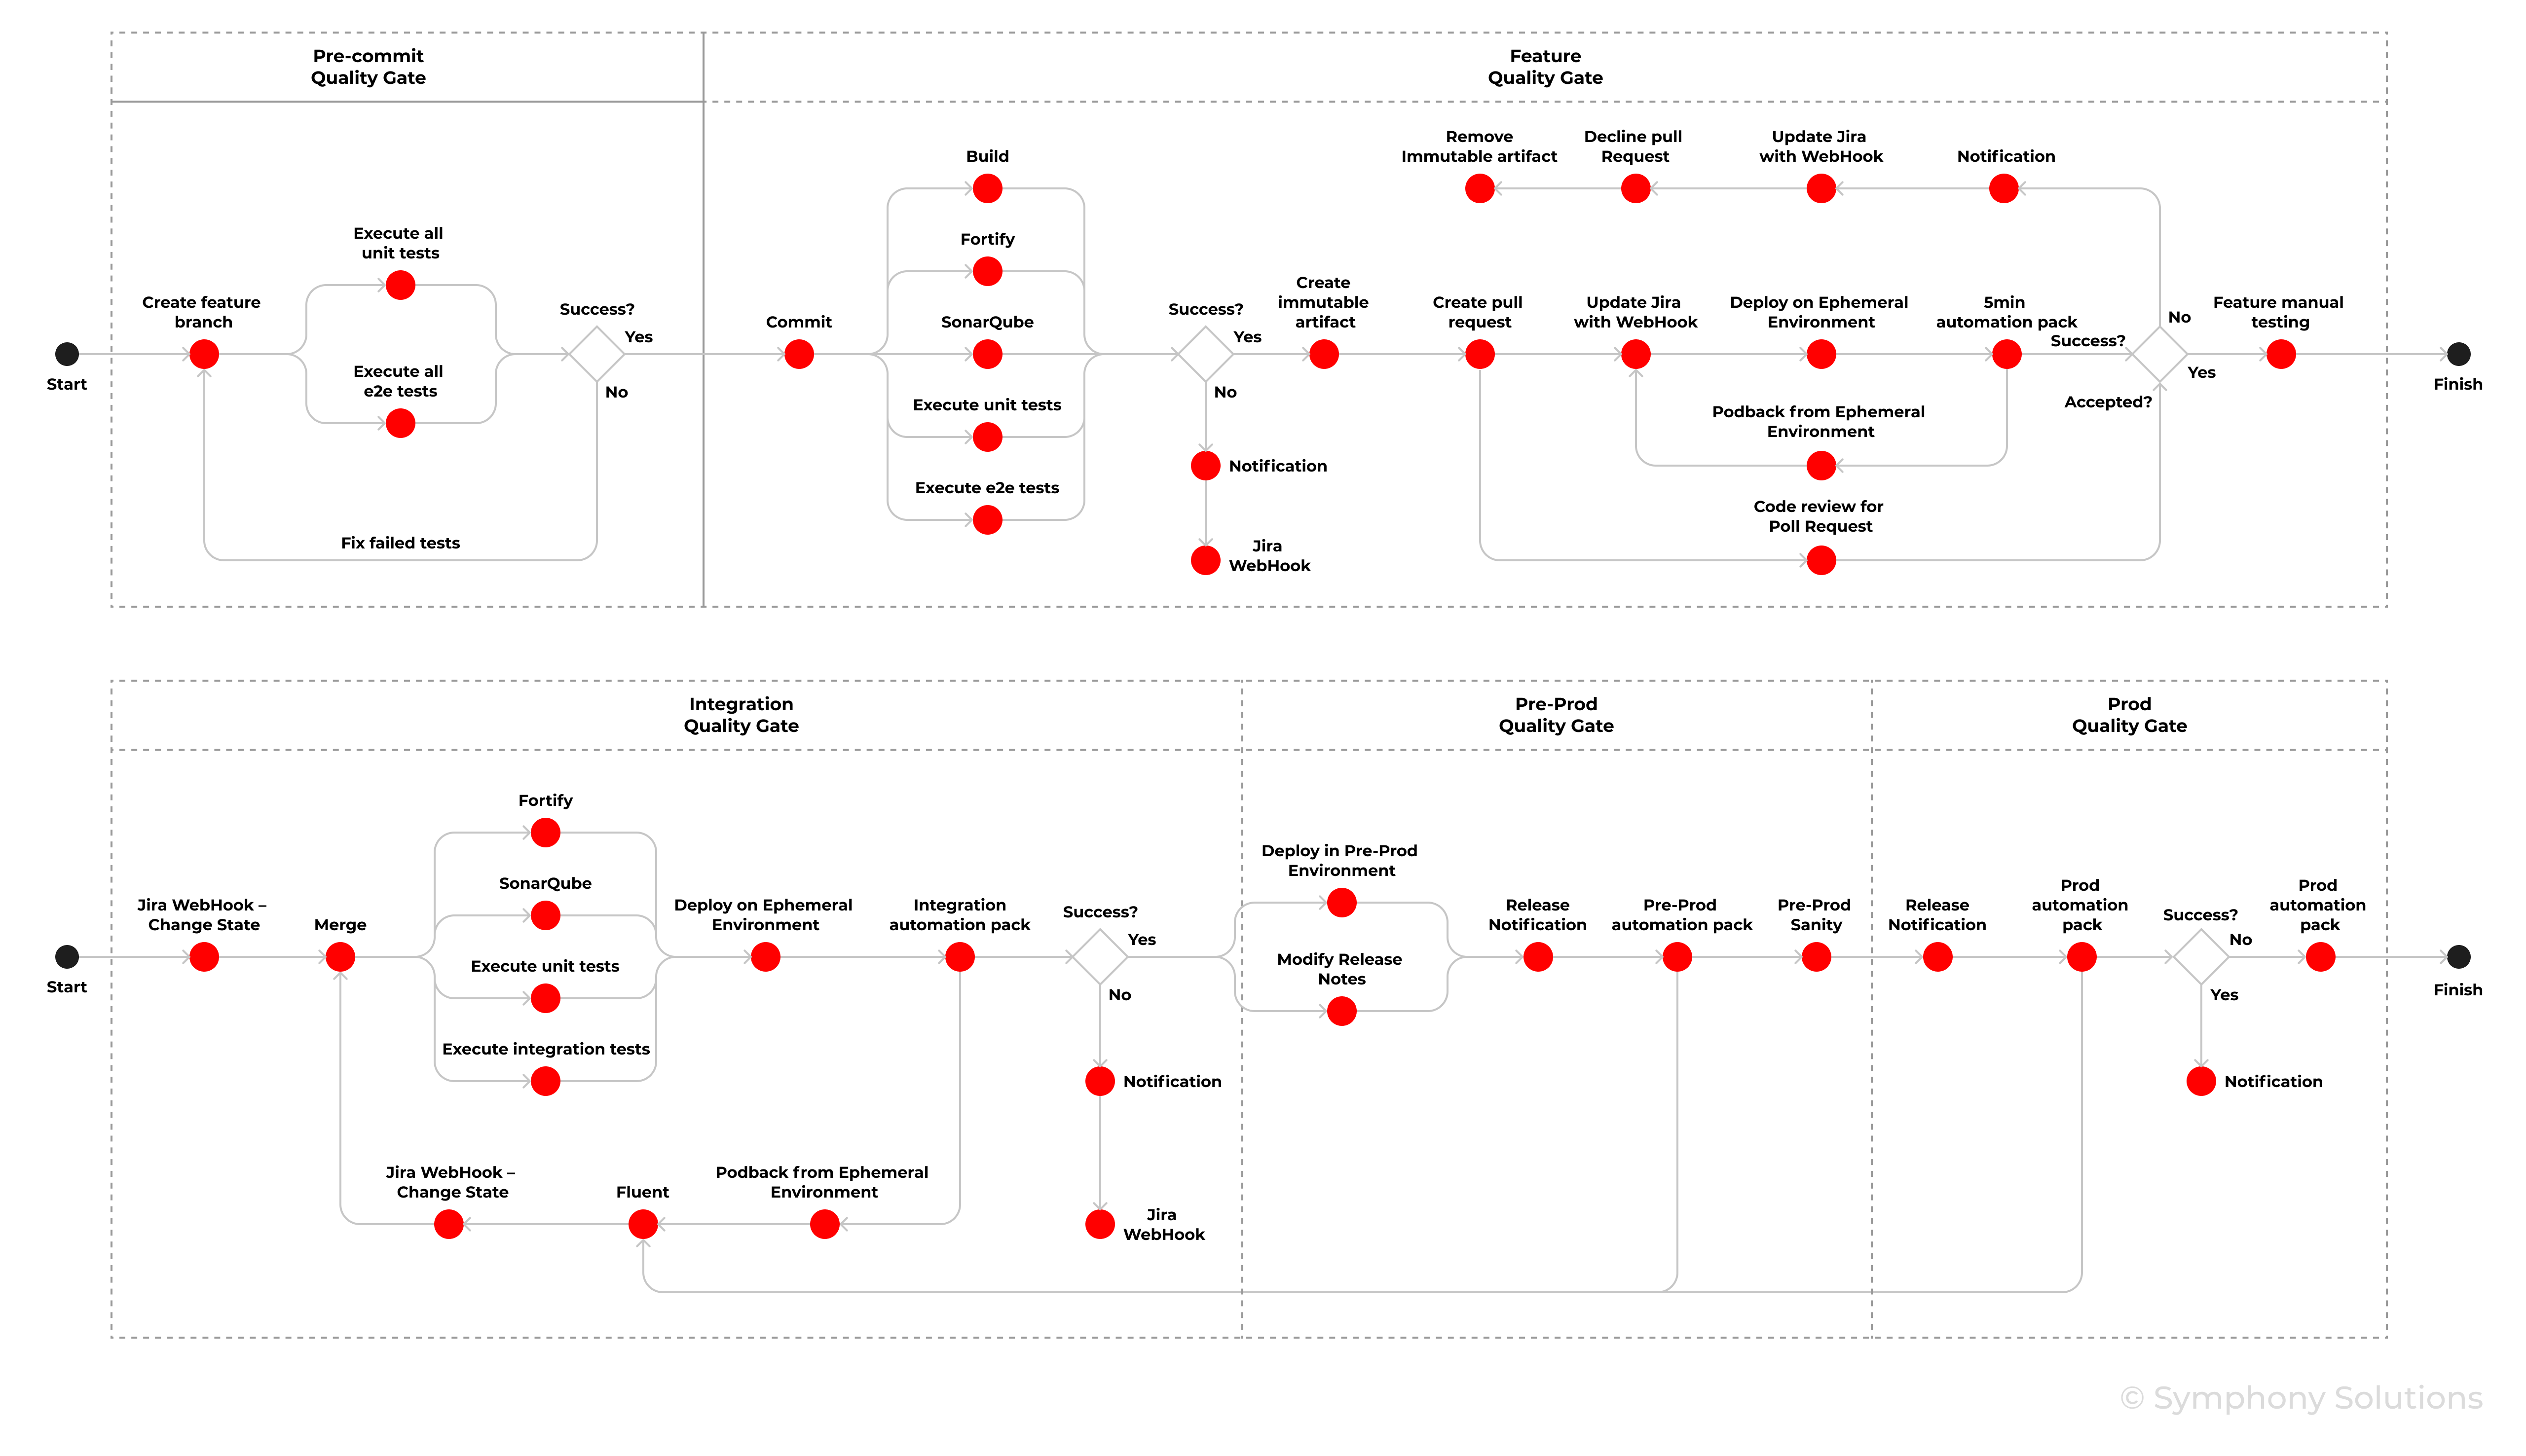 Pre-commit
Quality Gate
Feature
Quality Gate
Start
Create feature
branch
Execute all
unit tests
Execute all
e2e tests
Success?
Yes
No
Fix failed tests
Commit
Build
Fortify
SonarQube
Execute unit tests
Execute e2e tests
Success?
Yes
No
Notification
Jira
WebHook
Create
immutable
artifact
Remove
Immutable artifact
Decline pull
Request
Update Jira
with WebHook
Notification
Create pull
request
Update Jira
with WebHook
Deploy on Ephemeral
Environment
5min
automation pack
Success?
No
Yes
Accepted?
Podback from Ephemeral
Environment
Code review for
Poll Request
Feature manual
testing
Finish
Integration
Quality Gate
Pre-Prod
Quality Gate
Prod
Quality Gate
Start
Jira WebHook –
Change State
Merge
Fortify
SonarQube
Execute unit tests
Execute integration tests
Deploy on Ephemeral
Environment
Integration
automation pack
Success?
Yes
No
Notification
Jira
WebHook
Jira WebHook –
Change State
Fluent
Podback from Ephemeral
Environment
Deploy in Pre-Prod
Environment
Modify Release
Notes
Release
Notification
Pre-Prod
automation pack
Pre-Prod
Sanity
Release
Notification
Prod
automation
pack
Success?
No
Yes
Notification
Prod
automation
pack
Finish
© Symphony Solutions